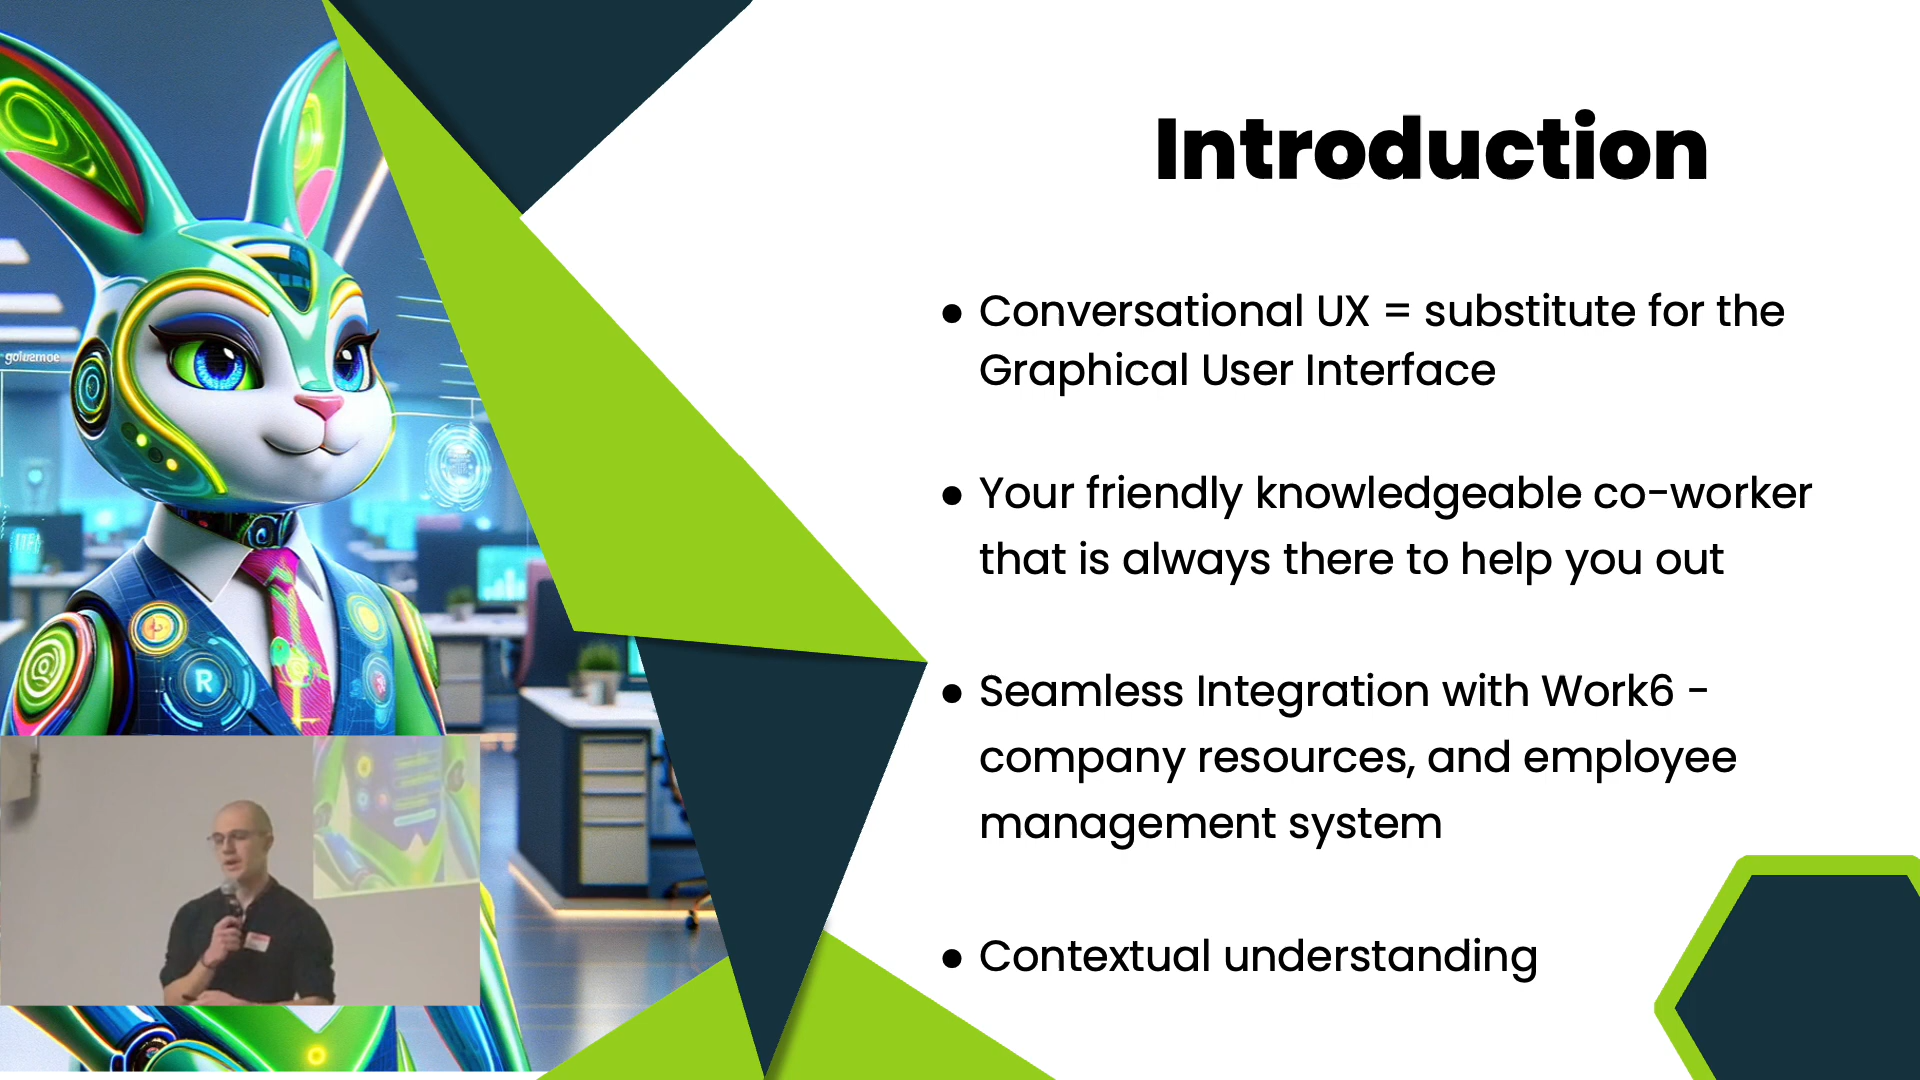 Introduction
● Conversational UX = substitute for the
Graphical User Interface
● Your friendly knowledgeable co-worker
that is always there to help you out
● Seamless Integration with Work6 -
company resources, and employee
management system
● Contextual understanding
R